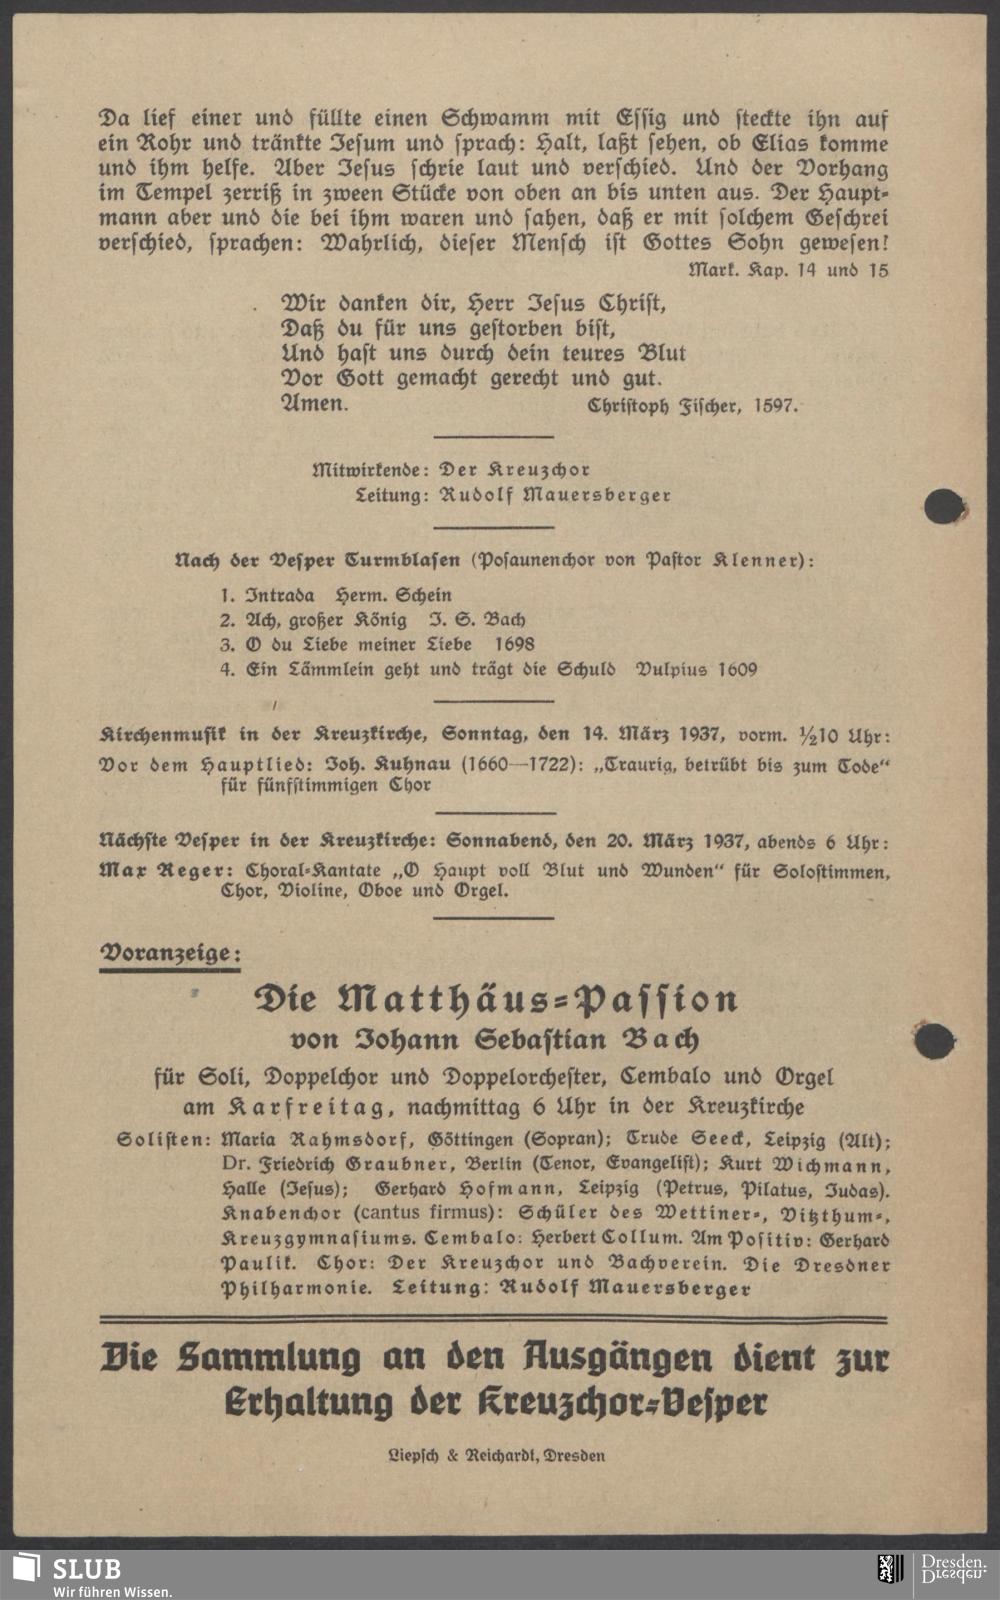 Da lief einer und füllte einen Schwamm mit Essig und steckte ihn auf
ein Rohr und tränkte Jesum und sprach: Halt, laßt sehen, ob Elias komme
und ihm helfe. Aber Jesus schrie laut und verschied. Und der Vorhang
im Tempel zerriß in zween Stücke von oben an bis unten aus. Der Haupt-
mann aber und die bei ihm waren und sahen, daß er mit solchem Geschrei
verschied, sprachen: Wahrlich, dieser Mensch ist Gottes Sohn gewesen!
Mark. Kap. 14 und 15
Wir danken dir, Herr Jesus Christ,
Daß du für uns gestorben bist,
Und hast uns durch dein teures Blut
Vor Gott gemacht gerecht und gut.
Amen. Christoph Fischer, 1597.
Mitwirkende: Der Kreuzchor
Leitung: Rudolf Mauersberger
Nach der Vesper Turmblasen (Posaunenchor von Pastor Klenner):
1. Intrada Herm. Schein
2. Ach, großer König J. S. Bach
3. O du Liebe meiner Liebe 1698
4. Ein Lämmlein geht und trägt die Schuld Vulpius 1609
Kirchenmusik in der Kreuzkirche, Sonntag, den 14. März 1937, vorm. ½10 Uhr:
Vor dem Hauptlied: Joh. Kuhnau (1660—1722): „Traurig, betrübt bis zum Tode“
für fünfstimmigen Chor
Nächste Vesper in der Kreuzkirche: Sonnabend, den 20. März 1937, abends 6 Uhr:
Max Reger: Choral-Kantate „O Haupt voll Blut und Wunden“ für Solostimmen,
Chor, Violine, Oboe und Orgel.
Voranzeige:
Die Matthäus-Passion
von Johann Sebastian Bach
für Soli, Doppelchor und Doppelorchester, Cembalo und Orgel
am Karfreitag, nachmittag 6 Uhr in der Kreuzkirche
Solisten: Maria Rahmsdorf, Göttingen (Sopran); Trude Seeck, Leipzig (Alt);
Dr. Friedrich Graubner, Berlin (Tenor, Evangelist); Kurt Wichmann,
Halle (Jesus); Gerhard Hofmann, Leipzig (Petrus, Pilatus, Judas).
Knabenchor (cantus firmus): Schüler des Wettiner-, Vitzthum-,
Kreuzgymnasiums. Cembalo: Herbert Collum. Am Positiv: Gerhard
Paulik. Chor: Der Kreuzchor und Bachverein. Die Dresdner
Philharmonie. Leitung: Rudolf Mauersberger
Die Sammlung an den Ausgängen dient zur
Erhaltung der Kreuzchor-Vesper
Liepsch & Reichardt, Dresden
SLUB
Wir führen Wissen.
Dresden.
Dresden.